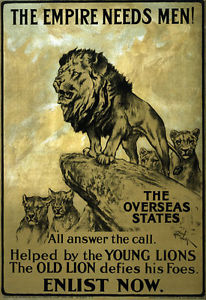 THE EMPIRE NEEDS MEN!
THE
OVERSEAS
STATES
All answer the call.
Helped by the YOUNG LIONS
The OLD LION defies his Foes.
ENLIST NOW.